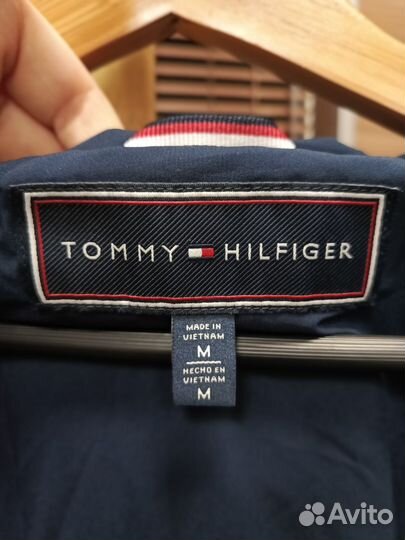 TOMMY HILFIGER
MADE IN
VIETNAM
M
HECHO EN
VIETNAM
M
Avito